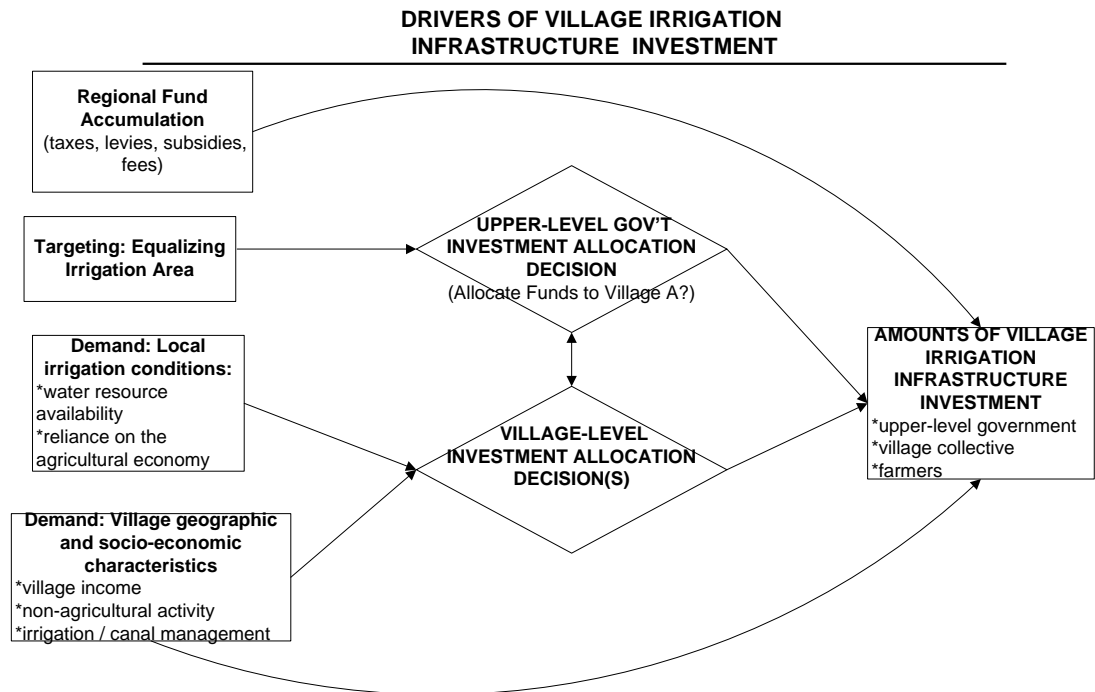 DRIVERS OF VILLAGE IRRIGATION
INFRASTRUCTURE  INVESTMENT
Regional Fund
Accumulation
(taxes, levies, subsidies,
fees)
Targeting: Equalizing
Irrigation Area
Demand: Local
irrigation conditions:
*water resource
availability
*reliance on the
agricultural economy
Demand: Village geographic
and socio-economic
characteristics
*village income
*non-agricultural activity
*irrigation / canal management
UPPER-LEVEL GOV'T
INVESTMENT ALLOCATION
DECISION
(Allocate Funds to Village A?)
VILLAGE-LEVEL
INVESTMENT ALLOCATION
DECISION(S)
AMOUNTS OF VILLAGE
IRRIGATION
INFRASTRUCTURE
INVESTMENT
*upper-level government
*village collective
*farmers